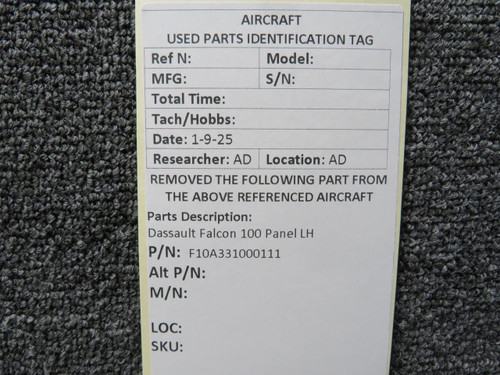 AIRCRAFT
USED PARTS IDENTIFICATION TAG
Ref N: Model:
MFG: S/N:
Total Time:
Tach/Hobbs:
Date: 1-9-25
Researcher: AD Location: AD
REMOVED THE FOLLOWING PART FROM
THE ABOVE REFERENCED AIRCRAFT
Parts Description:
Dassault Falcon 100 Panel LH
P/N: F10A331000111
Alt P/N:
M/N:
LOC:
SKU: